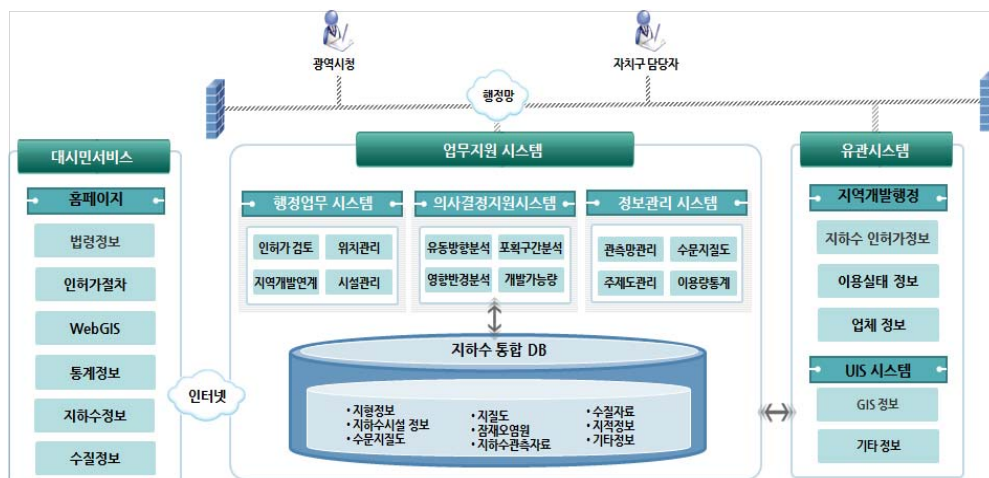 광역시청
자치구 담당자
행정망
대시민서비스
홈페이지
법령정보
인허가절차
WebGIS
통계정보
지하수정보
수질정보
인터넷
업무지원 시스템
행정업무 시스템
인허가 검토
위치관리
지역개발연계
시설관리
의사결정지원시스템
유동방향분석
포획구간분석
영향반경분석
개발가능량
정보관리 시스템
관측망관리
수문지질도
주제도관리
이용량통계
지하수 통합 DB
• 지형정보
• 지하수시설 정보
• 수문지질도
• 지질도
• 잠재오염원
• 지하수관측자료
• 수질자료
• 지적정보
• 기타정보
유관시스템
지역개발행정
지하수 인허가정보
이용실태 정보
업체 정보
UIS 시스템
GIS 정보
기타 정보